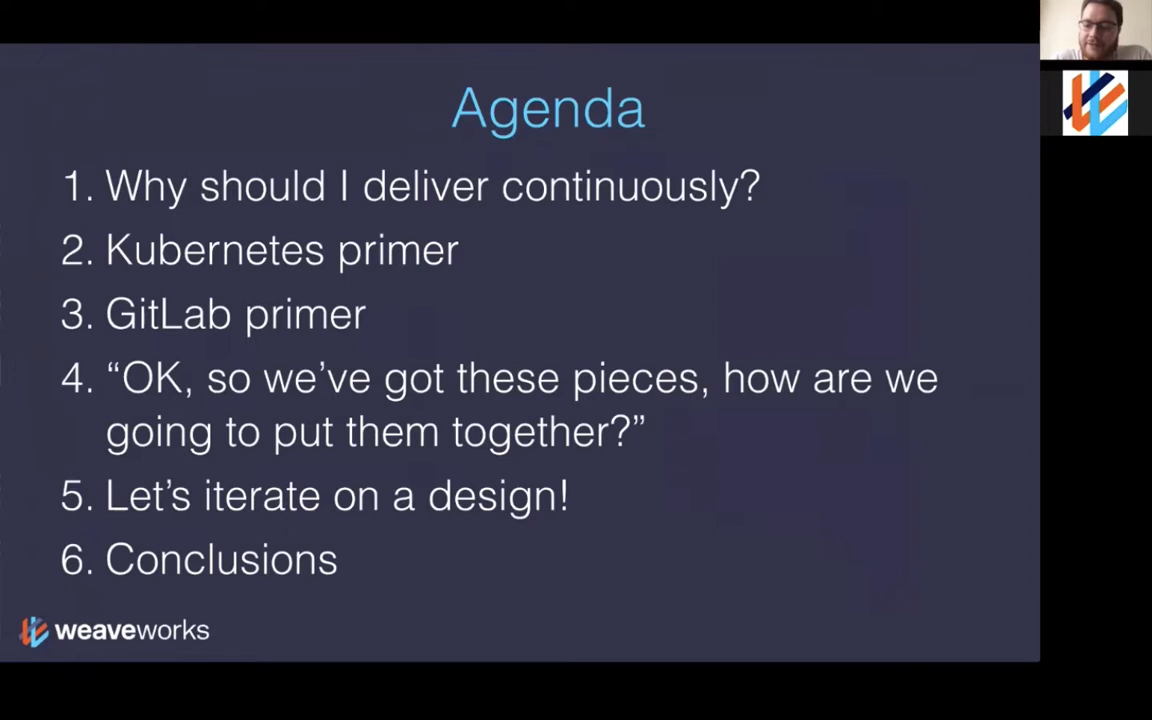 Agenda
1. Why should I deliver continuously?
2. Kubernetes primer
3. GitLab primer
4. “OK, so we’ve got these pieces, how are we
going to put them together?”
5. Let’s iterate on a design!
6. Conclusions
weaveworks